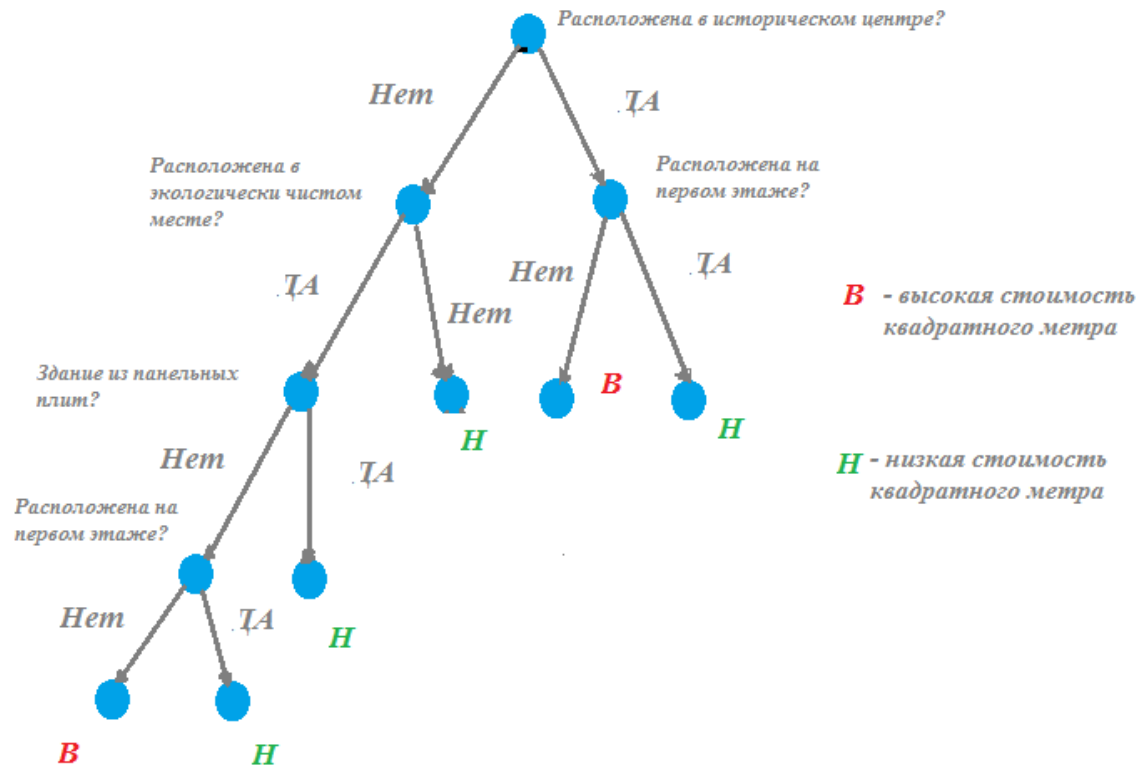 Расположена в историческом центре?
Нет
ДА
Расположена в
экологически чистом
месте?
Расположена на
первом этаже?
ДА
Нет
Нет
ДА
В - высокая стоимость
квадратного метра
Здание из панельных
плит?
В
Н
Н
Нет
ДА
Н - низкая стоимость
квадратного метра
Расположена на
первом этаже?
Нет
ДА
Н
В
Н